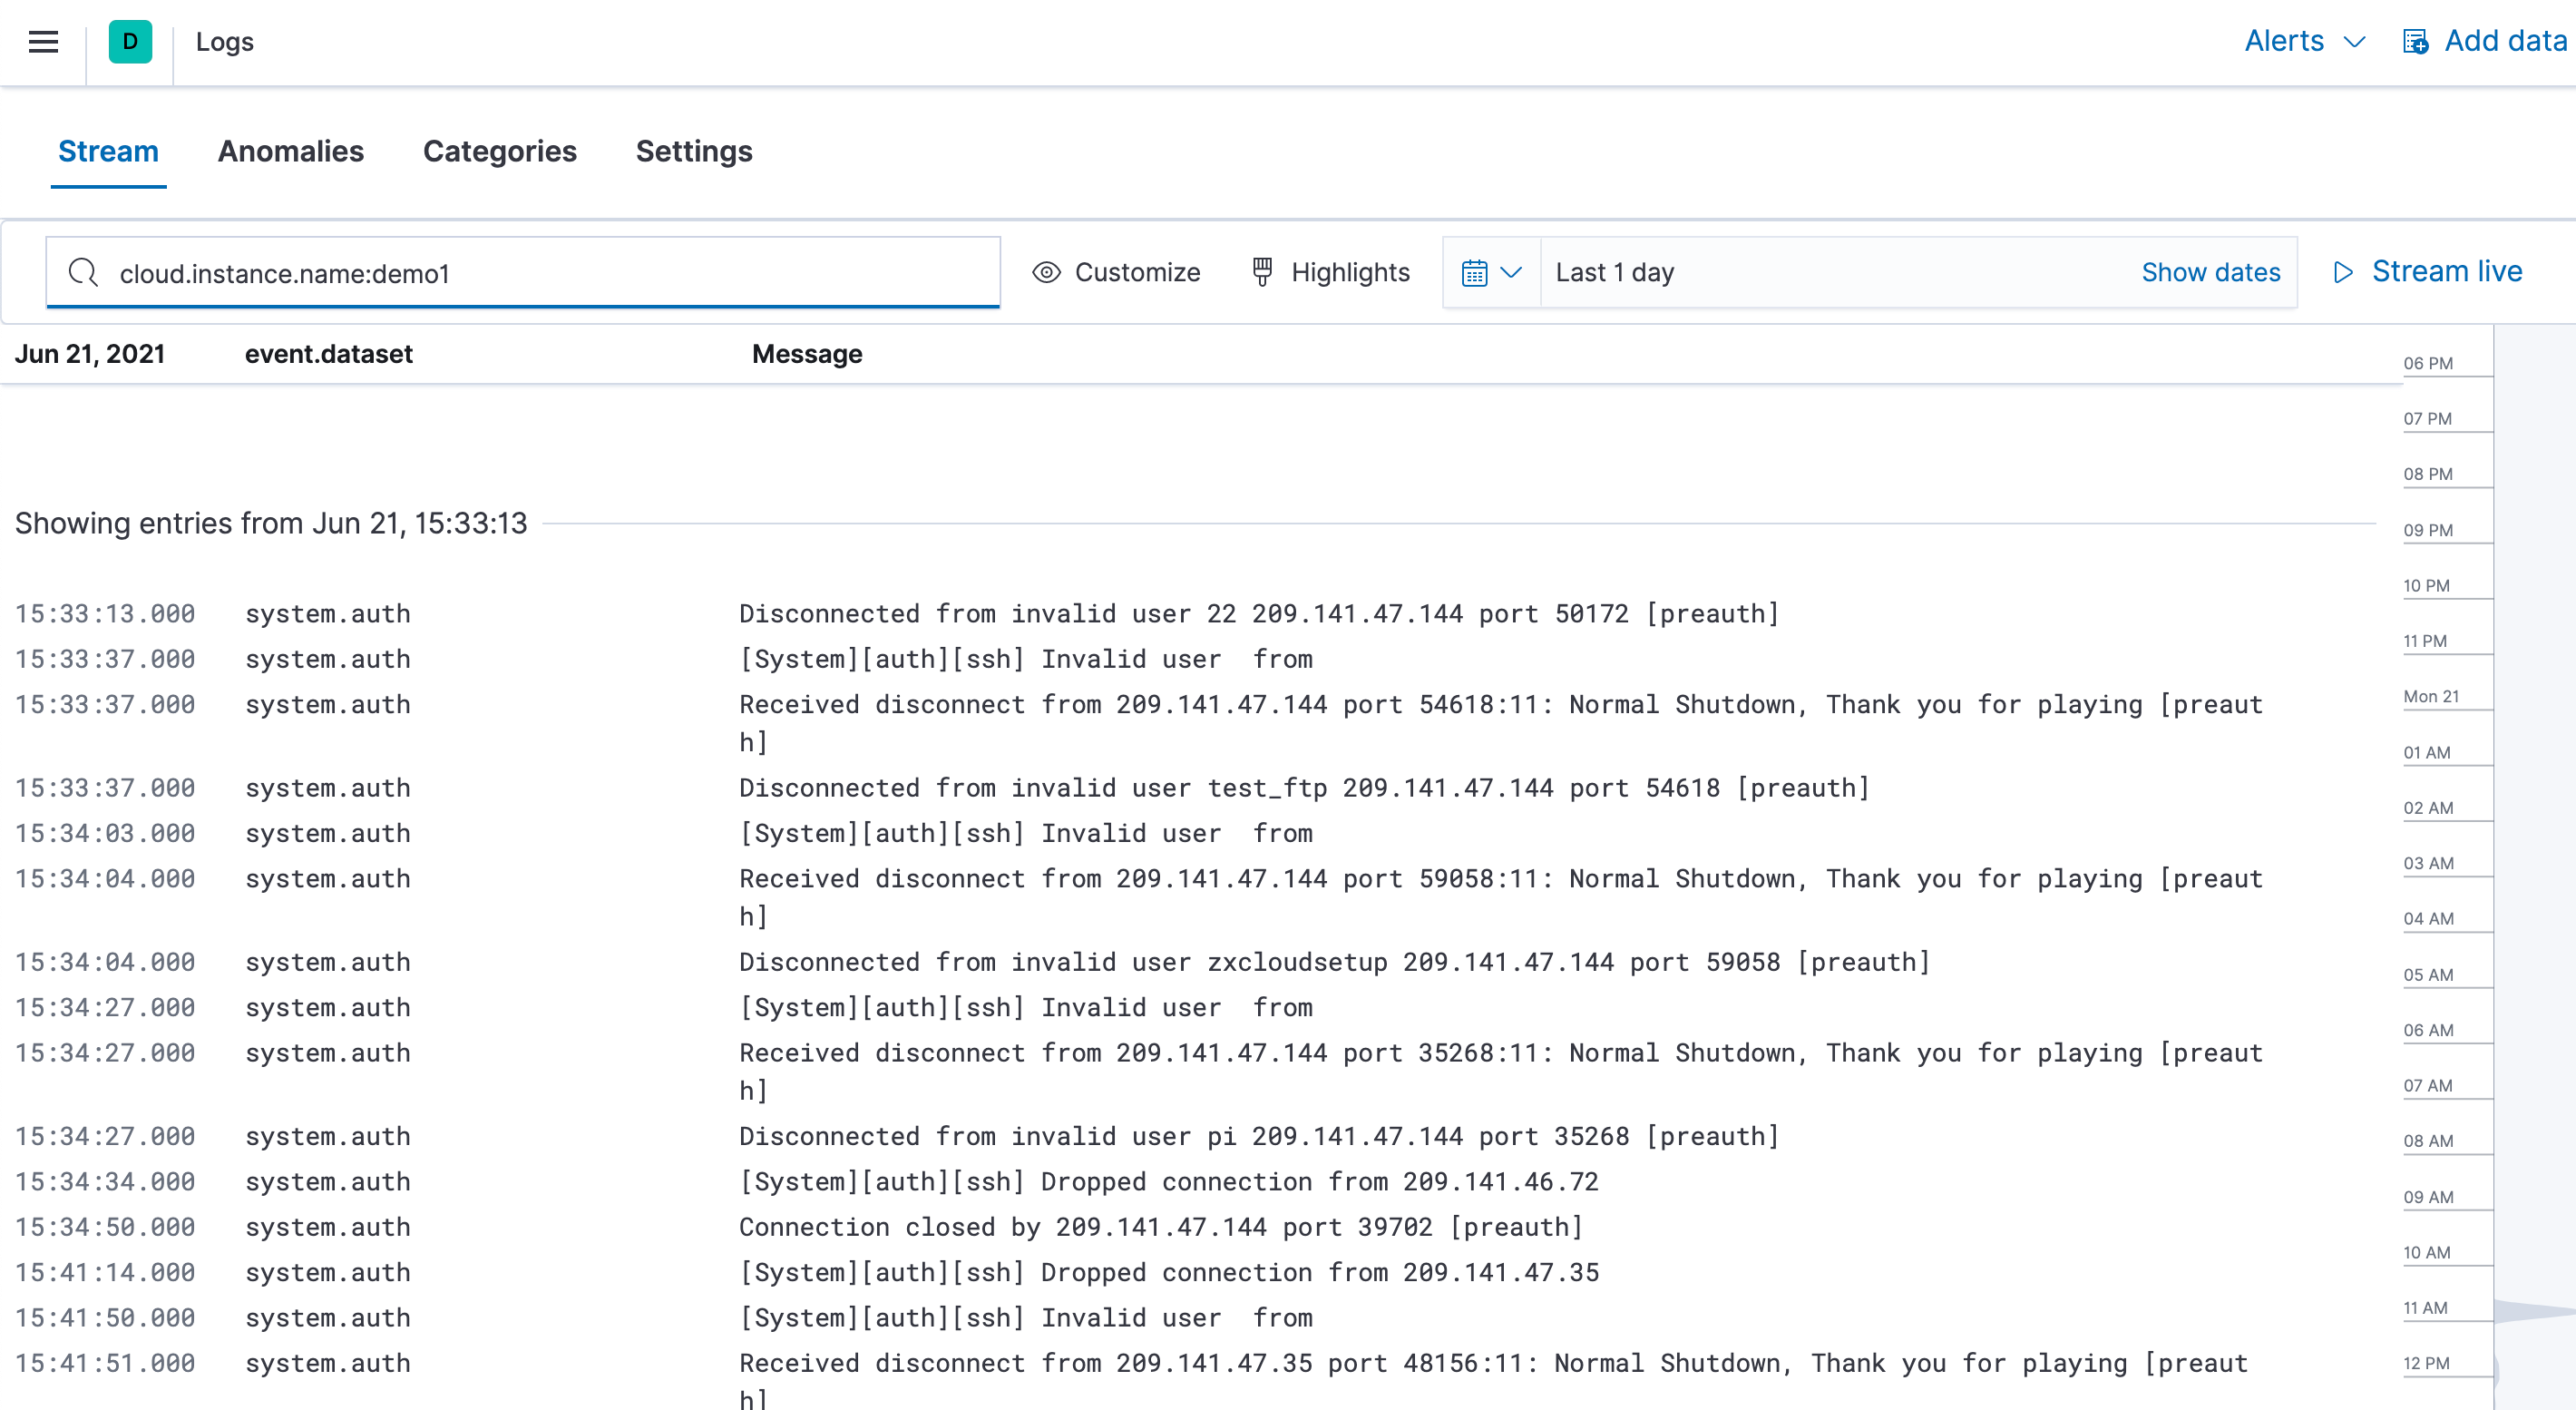 D Logs Alerts Add data
Stream Anomalies Categories Settings
cloud.instance.name:demo1 Customize Highlights Last 1 day Show dates Stream live
Jun 21, 2021 event.dataset Message
Showing entries from Jun 21, 15:33:13
15:33:13.000 system.auth Disconnected from invalid user 22 209.141.47.144 port 50172 [preauth]
15:33:37.000 system.auth [System][auth][ssh] Invalid user  from
15:33:37.000 system.auth Received disconnect from 209.141.47.144 port 54618:11: Normal Shutdown, Thank you for playing [preaut
h]
15:33:37.000 system.auth Disconnected from invalid user test_ftp 209.141.47.144 port 54618 [preauth]
15:34:03.000 system.auth [System][auth][ssh] Invalid user  from
15:34:04.000 system.auth Received disconnect from 209.141.47.144 port 59058:11: Normal Shutdown, Thank you for playing [preaut
h]
15:34:04.000 system.auth Disconnected from invalid user zxcloudsetup 209.141.47.144 port 59058 [preauth]
15:34:27.000 system.auth [System][auth][ssh] Invalid user  from
15:34:27.000 system.auth Received disconnect from 209.141.47.144 port 35268:11: Normal Shutdown, Thank you for playing [preaut
h]
15:34:27.000 system.auth Disconnected from invalid user pi 209.141.47.144 port 35268 [preauth]
15:34:34.000 system.auth [System][auth][ssh] Dropped connection from 209.141.46.72
15:34:50.000 system.auth Connection closed by 209.141.47.144 port 39702 [preauth]
15:41:14.000 system.auth [System][auth][ssh] Dropped connection from 209.141.47.35
15:41:50.000 system.auth [System][auth][ssh] Invalid user  from
15:41:51.000 system.auth Received disconnect from 209.141.47.35 port 48156:11: Normal Shutdown, Thank you for playing [preaut
h]
06 PM
07 PM
08 PM
09 PM
10 PM
11 PM
Mon 21
01 AM
02 AM
03 AM
04 AM
05 AM
06 AM
07 AM
08 AM
09 AM
10 AM
11 AM
12 PM